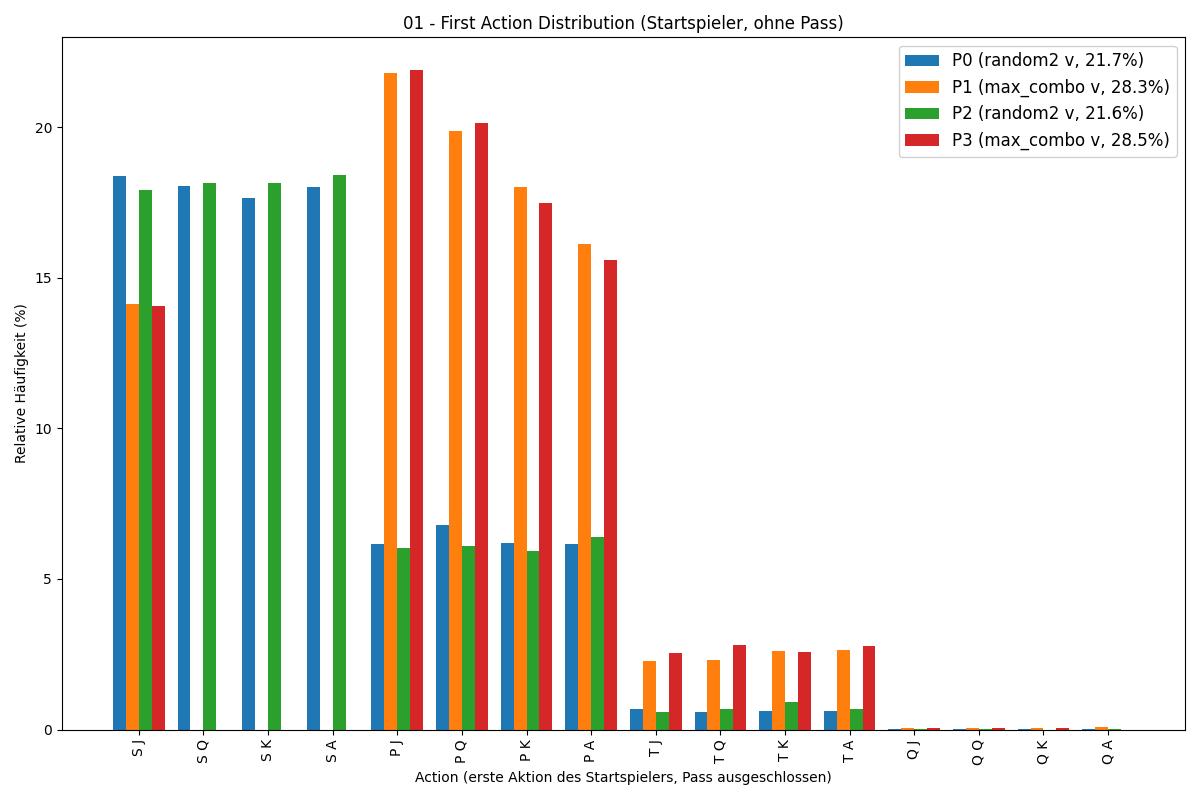 01 - First Action Distribution (Startspieler, ohne Pass)
P0 (random2 v, 21.7%)
P1 (max_combo v, 28.3%)
P2 (random2 v, 21.6%)
P3 (max_combo v, 28.5%)
Relative Häufigkeit (%)
20
15
10
5
0
S J
S Q
S K
S A
P J
P Q
P K
P A
T J
T Q
T K
T A
Q J
Q Q
Q K
Q A
Action (erste Aktion des Startspielers, Pass ausgeschlossen)